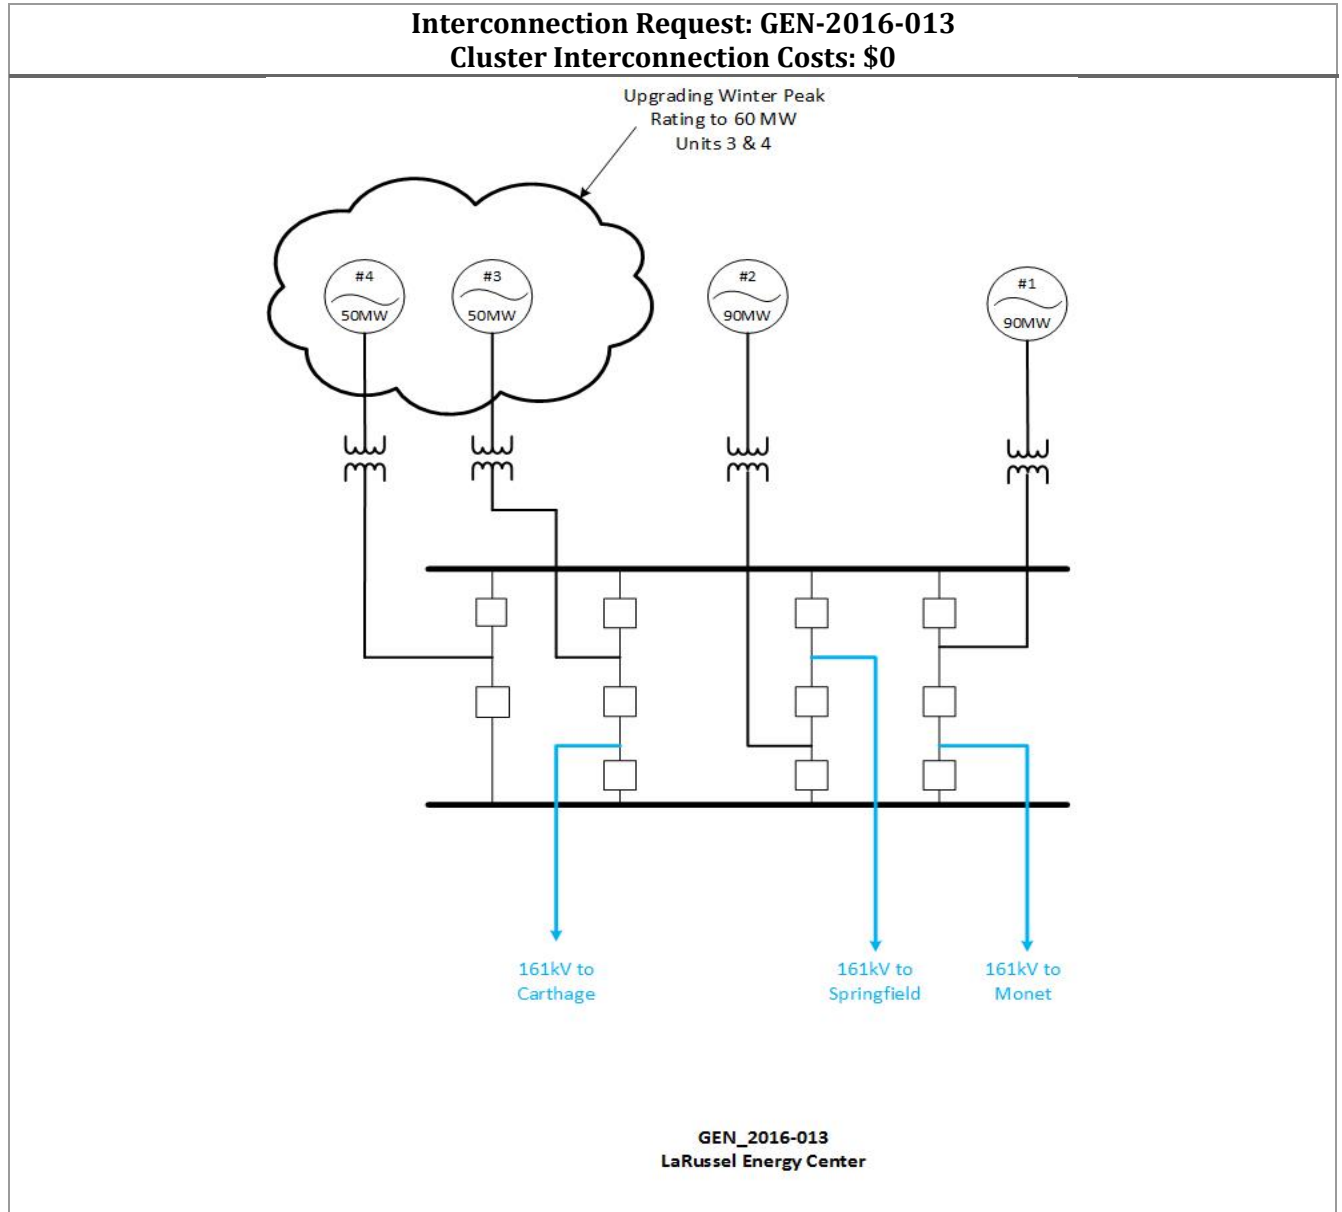 Interconnection Request: GEN-2016-013
Cluster Interconnection Costs: $0
Upgrading Winter Peak
Rating to 60 MW
Units 3 & 4
#4
50MW
#3
50MW
#2
90MW
#1
90MW
161kV to
Carthage
161kV to
Springfield
161kV to
Monet
GEN_2016-013
LaRussel Energy Center